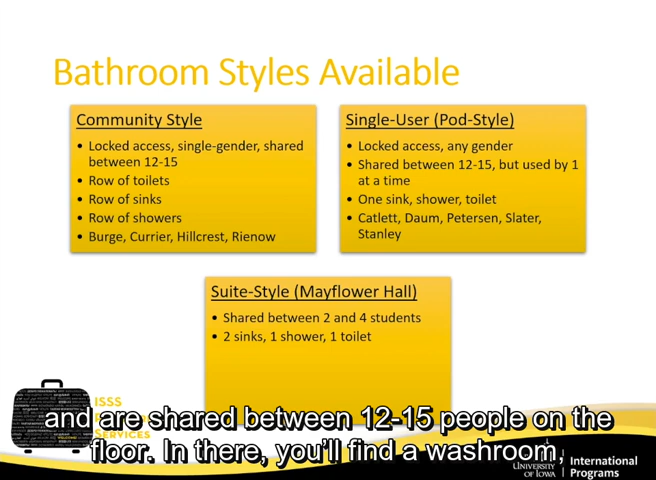 Bathroom Styles Available
Community Style
• Locked access, single-gender, shared
between 12-15
• Row of toilets
• Row of sinks
• Row of showers
• Burge, Currier, Hillcrest, Rienow
Single-User (Pod-Style)
• Locked access, any gender
• Shared between 12-15, but used by 1
at a time
• One sink, shower, toilet
• Catlett, Daum, Petersen, Slater,
Stanley
Suite-Style (Mayflower Hall)
• Shared between 2 and 4 students
• 2 sinks, 1 shower, 1 toilet
ISSS
SERVICES
and are shared between 12-15 people on the
floor. In there, you'll find a washroom,
UNIVERSITY
OF IOWA
International
Programs